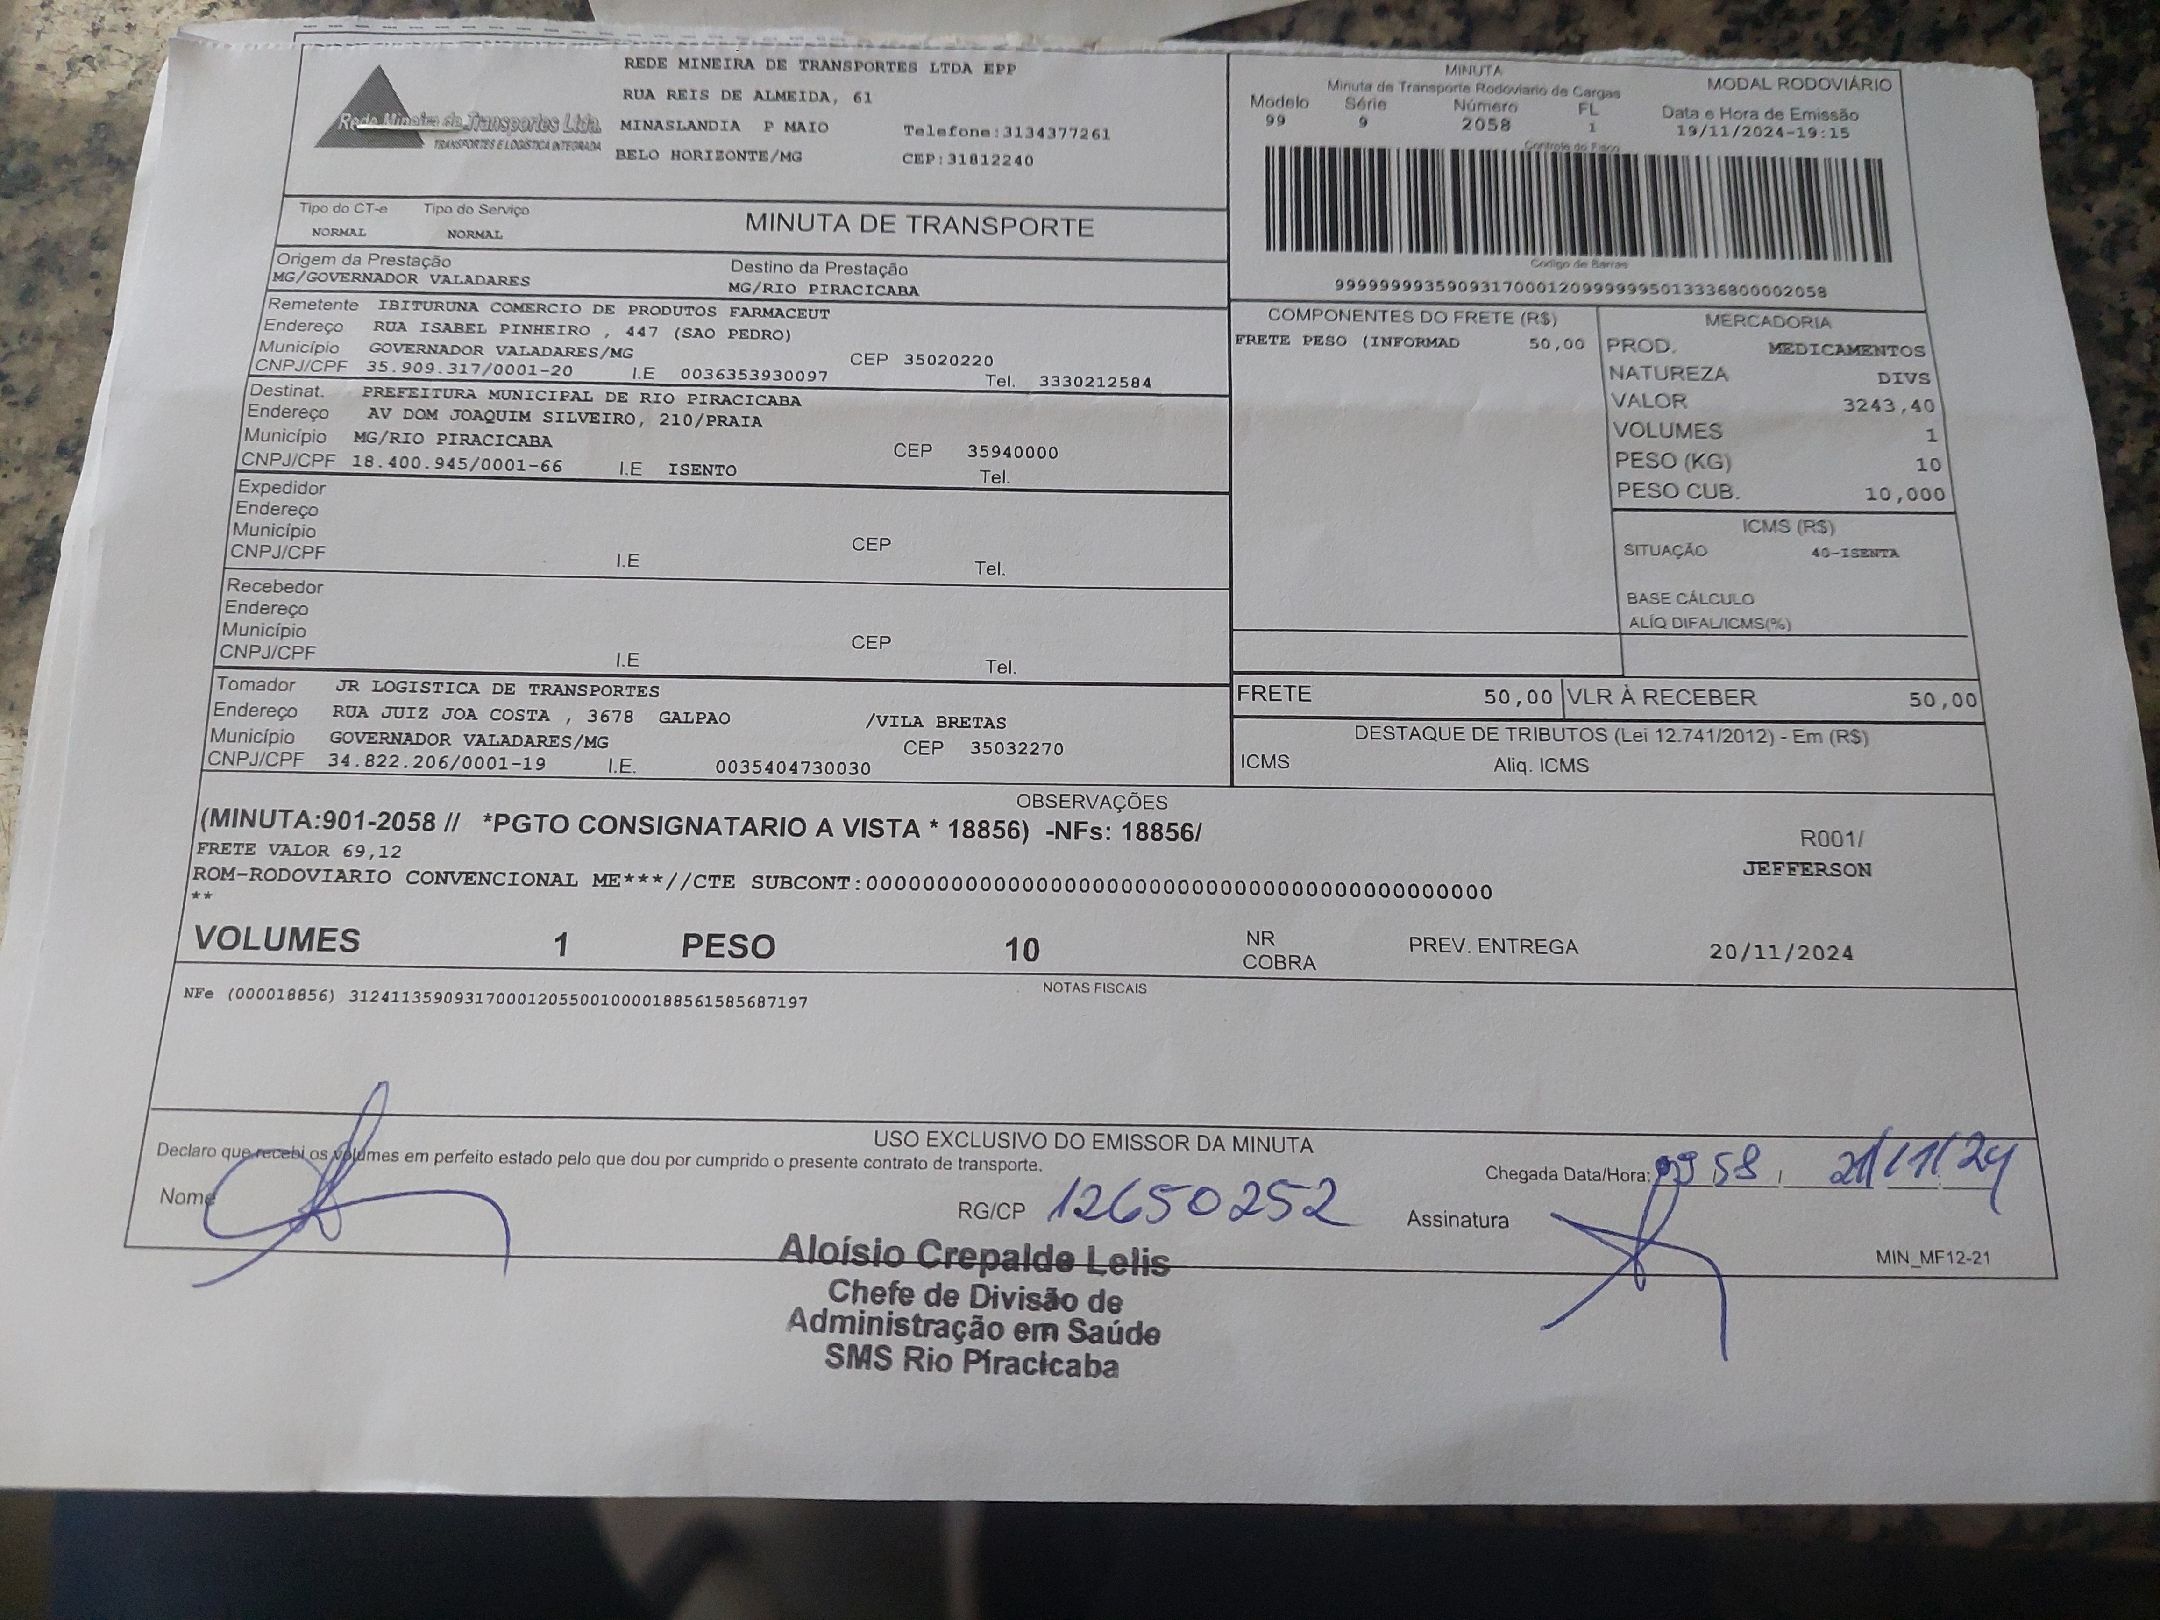 Rede Mineira de Transportes Ltda.
TRANSPORTES E LOGÍSTICA INTEGRADA
REDE MINEIRA DE TRANSPORTES LTDA EPP
RUA REIS DE ALMEIDA, 61
MINASLANDIA P MAIO Telefone:3134377261
BELO HORIZONTE/MG CEP:31812240
MINUTA MODAL RODOVIÁRIO
Minuta de Transporte Rodoviario de Cargas
Modelo Série Número FL Data e Hora de Emissão
99 9 2058 1 19/11/2024-19:15
Controle do Fisco
Codigo de Barras
Tipo do CT-e Tipo do Serviço MINUTA DE TRANSPORTE
NORMAL NORMAL
Origem da Prestação Destino da Prestação
MG/GOVERNADOR VALADARES MG/RIO PIRACICABA
Remetente IBITURUNA COMERCIO DE PRODUTOS FARMACEUT
Endereço RUA ISABEL PINHEIRO , 447 (SAO PEDRO)
Município GOVERNADOR VALADARES/MG CEP 35020220
CNPJ/CPF 35.909.317/0001-20 I.E 0036353930097 Tel. 3330212584
Destinat. PREFEITURA MUNICIPAL DE RIO PIRACICABA
Endereço AV DOM JOAQUIM SILVEIRO, 210/PRAIA
Município MG/RIO PIRACICABA CEP 35940000
CNPJ/CPF 18.400.945/0001-66 I.E ISENTO Tel.
Expedidor
Endereço
Município CEP
CNPJ/CPF I.E Tel.
Recebedor
Endereço
Município CEP
CNPJ/CPF I.E Tel.
Tomador JR LOGISTICA DE TRANSPORTES
Endereço RUA JUIZ JOA COSTA , 3678 GALPAO /VILA BRETAS
Município GOVERNADOR VALADARES/MG CEP 35032270
CNPJ/CPF 34.822.206/0001-19 I.E. 0035404730030
COMPONENTES DO FRETE (R$)
FRETE PESO (INFORMAD 50,00
MERCADORIA
PROD. MEDICAMENTOS
NATUREZA DIVS
VALOR 3243,40
VOLUMES 1
PESO (KG) 10
PESO CUB. 10,000
ICMS (R$)
SITUAÇÃO 40-ISENTA
BASE CÁLCULO
ALÍQ DIFAL/ICMS(%)
FRETE 50,00 VLR À RECEBER 50,00
DESTAQUE DE TRIBUTOS (Lei 12.741/2012) - Em (R$)
ICMS Aliq. ICMS
OBSERVAÇÕES
(MINUTA:901-2058 // *PGTO CONSIGNATARIO A VISTA * 18856) -NFs: 18856/ R001/
FRETE VALOR 69,12 JEFFERSON
ROM-RODOVIARIO CONVENCIONAL ME***//CTE SUBCONT:
**
VOLUMES 1 PESO 10 NR COBRA PREV. ENTREGA 20/11/2024
NOTAS FISCAIS
NFe (000018856) 31241135909317000120550010000188561585687197
USO EXCLUSIVO DO EMISSOR DA MINUTA
Declaro que recebi os volumes em perfeito estado pelo que dou por cumprido o presente contrato de transporte.
Chegada Data/Hora: 58 21/11/24
Nome RG/CP 12650252 Assinatura
MIN_MF12-21
Aloísio Crepalde Lelis
Chefe de Divisão de
Administração em Saúde
SMS Rio Piracicaba